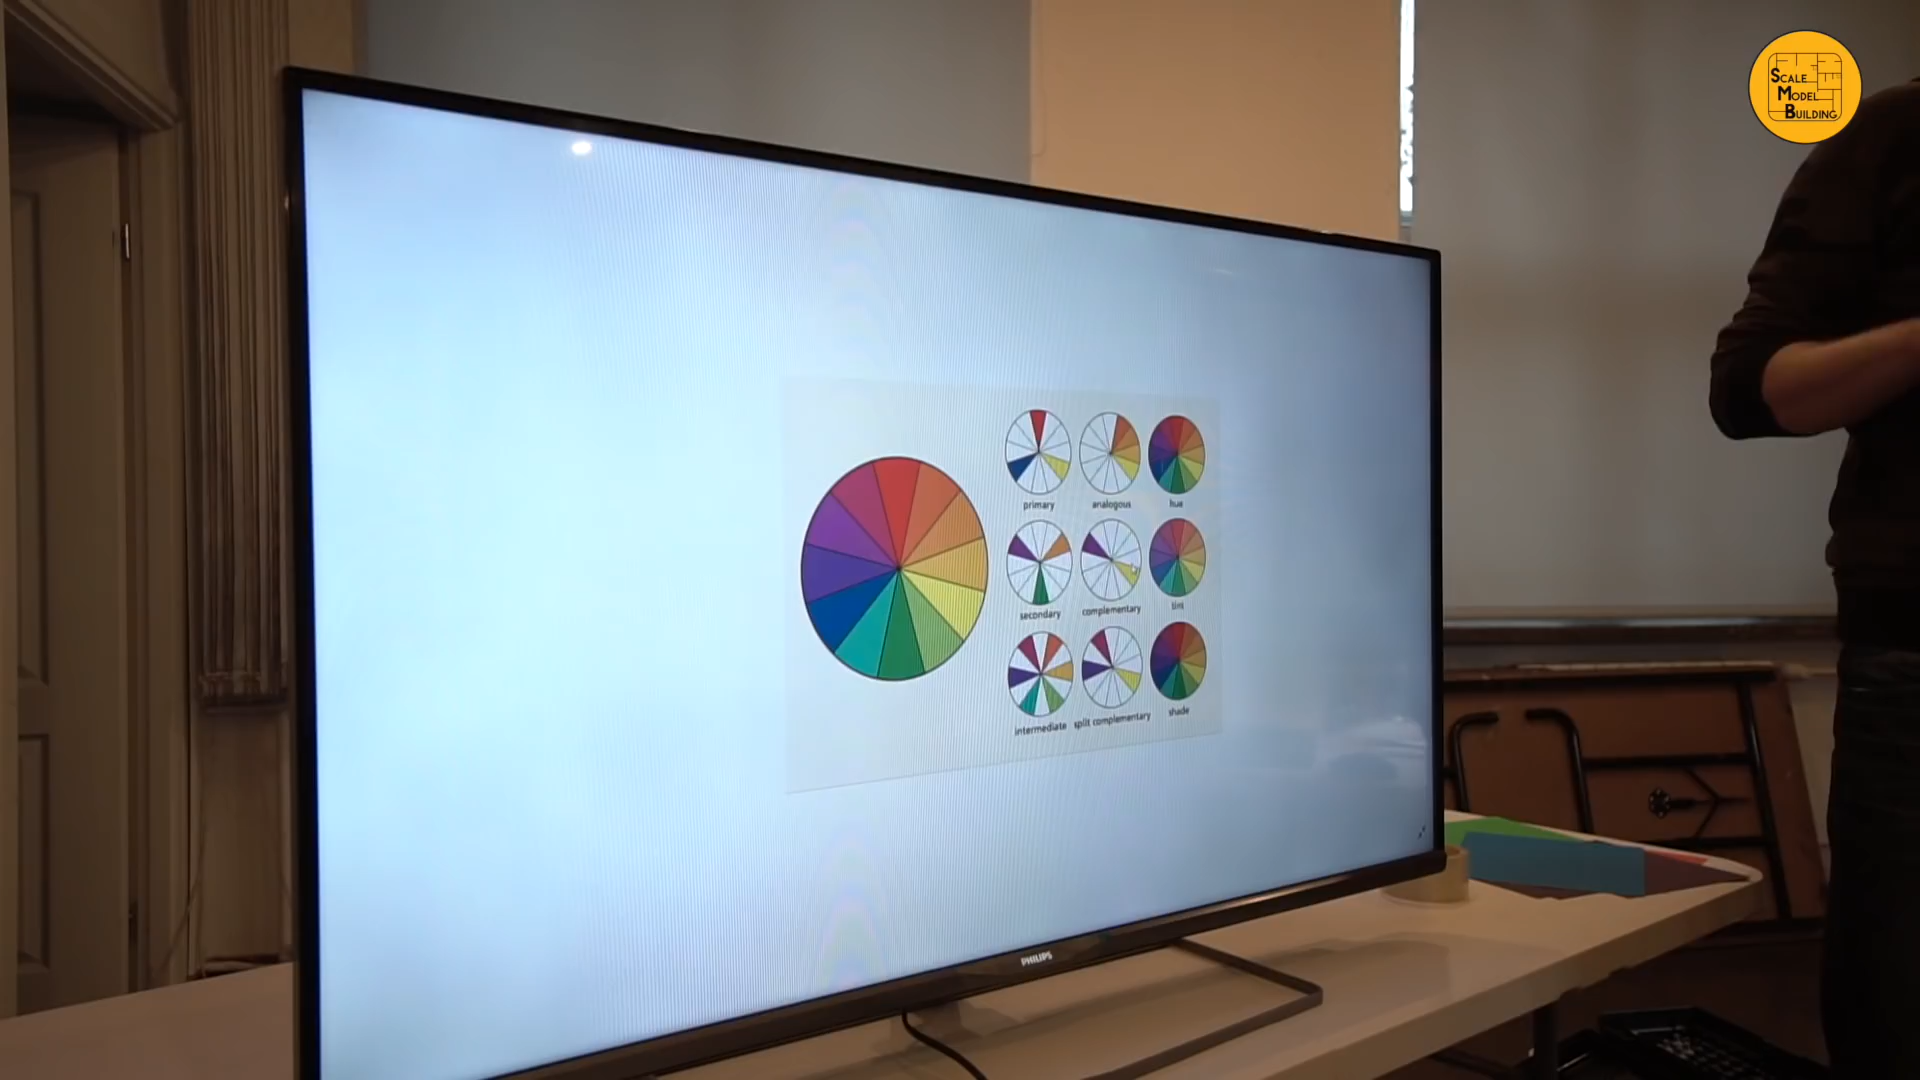 SCALE
MODEL
BUILDING
primary
analogous
hue
secondary
complementary
tint
intermediate
split complementary
shade
PHILIPS